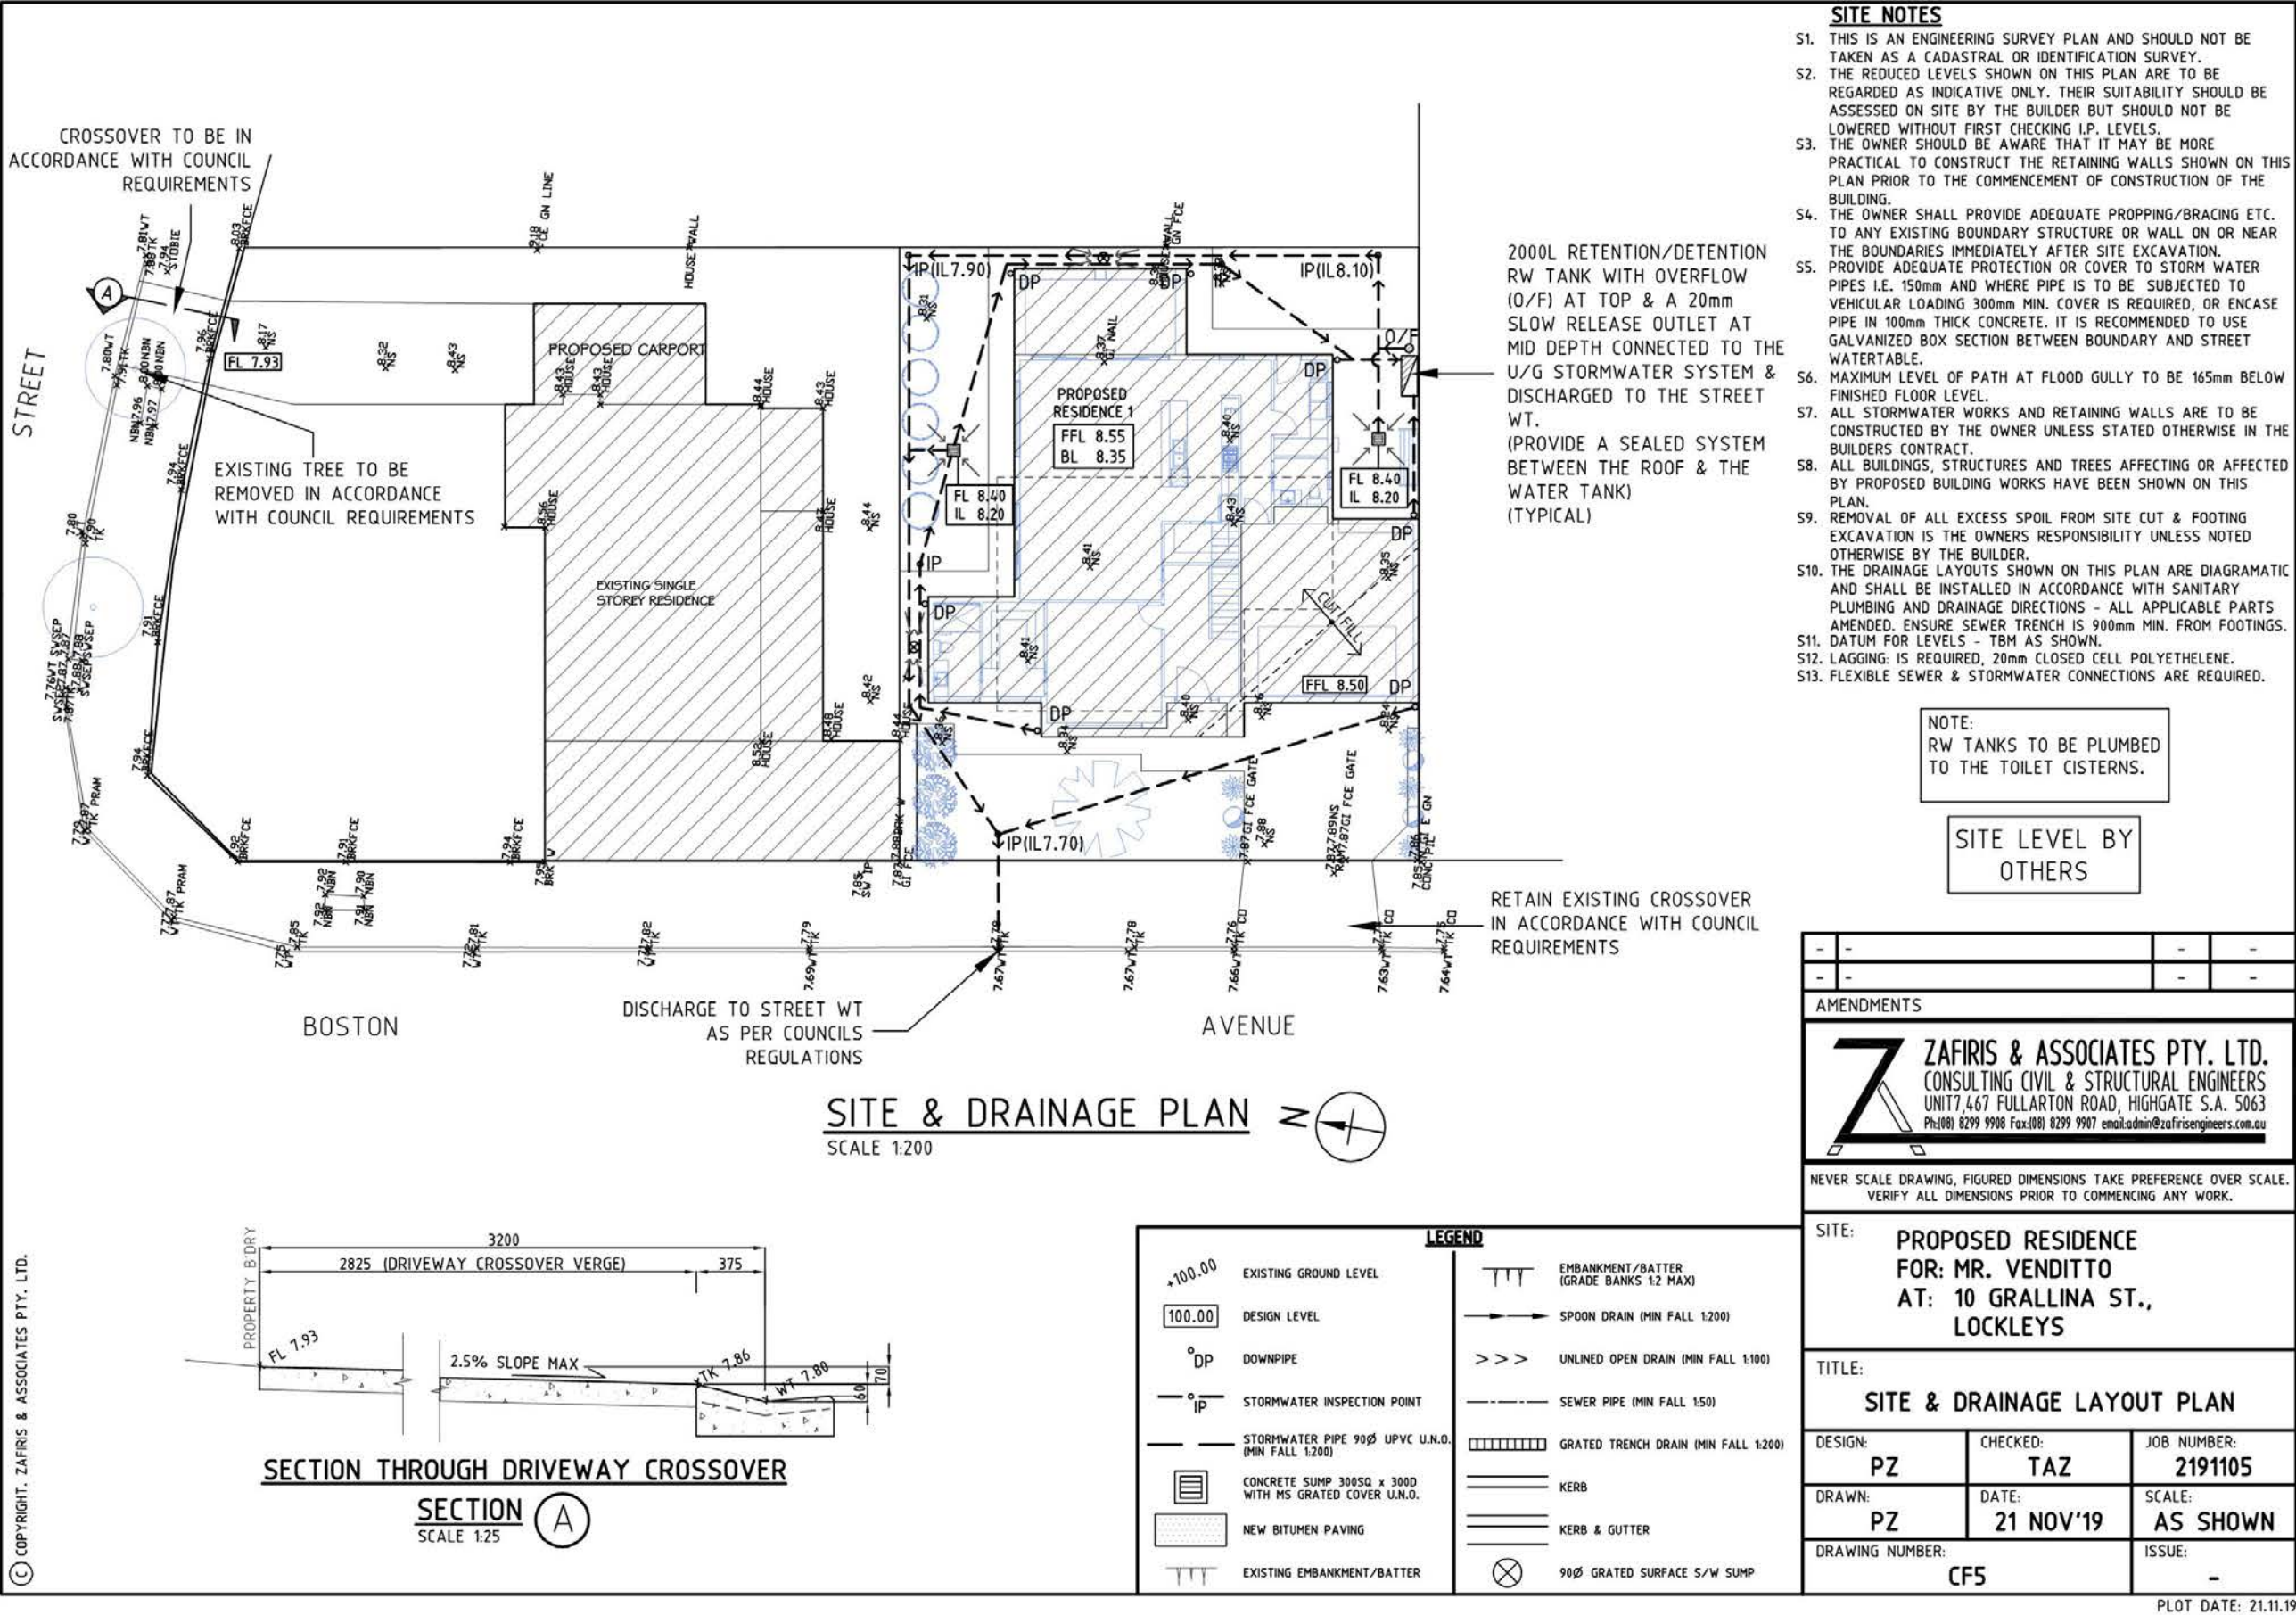 SITE NOTES
S1. THIS IS AN ENGINEERING SURVEY PLAN AND SHOULD NOT BE
TAKEN AS A CADASTRAL OR IDENTIFICATION SURVEY.
S2. THE REDUCED LEVELS SHOWN ON THIS PLAN ARE TO BE
REGARDED AS INDICATIVE ONLY. THEIR SUITABILITY SHOULD BE
ASSESSED ON SITE BY THE BUILDER BUT SHOULD NOT BE
LOWERED WITHOUT FIRST CHECKING I.P. LEVELS.
S3. THE OWNER SHOULD BE AWARE THAT IT MAY BE MORE
PRACTICAL TO CONSTRUCT THE RETAINING WALLS SHOWN ON THIS
PLAN PRIOR TO THE COMMENCEMENT OF CONSTRUCTION OF THE
BUILDING.
S4. THE OWNER SHALL PROVIDE ADEQUATE PROPPING/BRACING ETC.
TO ANY EXISTING BOUNDARY STRUCTURE OR WALL ON OR NEAR
THE BOUNDARIES IMMEDIATELY AFTER SITE EXCAVATION.
S5. PROVIDE ADEQUATE PROTECTION OR COVER TO STORM WATER
PIPES I.E. 150mm AND WHERE PIPE IS TO BE SUBJECTED TO
VEHICULAR LOADING 300mm MIN. COVER IS REQUIRED, OR ENCASE
PIPE IN 100mm THICK CONCRETE. IT IS RECOMMENDED TO USE
GALVANIZED BOX SECTION BETWEEN BOUNDARY AND STREET
WATERTABLE.
S6. MAXIMUM LEVEL OF PATH AT FLOOD GULLY TO BE 165mm BELOW
FINISHED FLOOR LEVEL.
S7. ALL STORMWATER WORKS AND RETAINING WALLS ARE TO BE
CONSTRUCTED BY THE OWNER UNLESS STATED OTHERWISE IN THE
BUILDERS CONTRACT.
S8. ALL BUILDINGS, STRUCTURES AND TREES AFFECTING OR AFFECTED
BY PROPOSED BUILDING WORKS HAVE BEEN SHOWN ON THIS
PLAN.
S9. REMOVAL OF ALL EXCESS SPOIL FROM SITE CUT & FOOTING
EXCAVATION IS THE OWNERS RESPONSIBILITY UNLESS NOTED
OTHERWISE BY THE BUILDER.
S10. THE DRAINAGE LAYOUTS SHOWN ON THIS PLAN ARE DIAGRAMATIC
AND SHALL BE INSTALLED IN ACCORDANCE WITH SANITARY
PLUMBING AND DRAINAGE DIRECTIONS - ALL APPLICABLE PARTS
AMENDED. ENSURE SEWER TRENCH IS 900mm MIN. FROM FOOTINGS.
S11. DATUM FOR LEVELS - TBM AS SHOWN.
S12. LAGGING: IS REQUIRED, 20mm CLOSED CELL POLYETHELENE.
S13. FLEXIBLE SEWER & STORMWATER CONNECTIONS ARE REQUIRED.
NOTE:
RW TANKS TO BE PLUMBED
TO THE TOILET CISTERNS.
SITE LEVEL BY
OTHERS
CROSSOVER TO BE IN
ACCORDANCE WITH COUNCIL
REQUIREMENTS
A
STREET
FL 7.93
EXISTING TREE TO BE
REMOVED IN ACCORDANCE
WITH COUNCIL REQUIREMENTS
PROPOSED CARPORT
EXISTING SINGLE
STOREY RESIDENCE
IP(IL7.90)
DP
DP
IP(IL8.10)
O/F
DP
PROPOSED
RESIDENCE 1
FFL 8.55
BL 8.35
FL 8.40
IL 8.20
FL 8.40
IL 8.20
IP
DP
DP
CUT
FILL
FFL 8.50
DP
DP
IP(IL7.70)
2000L RETENTION/DETENTION
RW TANK WITH OVERFLOW
(O/F) AT TOP & A 20mm
SLOW RELEASE OUTLET AT
MID DEPTH CONNECTED TO THE
U/G STORMWATER SYSTEM &
DISCHARGED TO THE STREET
WT.
(PROVIDE A SEALED SYSTEM
BETWEEN THE ROOF & THE
WATER TANK)
(TYPICAL)
RETAIN EXISTING CROSSOVER
IN ACCORDANCE WITH COUNCIL
REQUIREMENTS
DISCHARGE TO STREET WT
AS PER COUNCILS
REGULATIONS
BOSTON
AVENUE
SITE & DRAINAGE PLAN
SCALE 1:200
N
PROPERTY B'DRY
3200
2825 (DRIVEWAY CROSSOVER VERGE)
375
FL 7.93
2.5% SLOPE MAX
TK 7.86
WT 7.80
60
70
SECTION THROUGH DRIVEWAY CROSSOVER
SECTION
A
SCALE 1:25
LEGEND
+100.00 EXISTING GROUND LEVEL
100.00 DESIGN LEVEL
DP DOWNPIPE
IP STORMWATER INSPECTION POINT
STORMWATER PIPE 90Ø UPVC U.N.O.
(MIN FALL 1:200)
CONCRETE SUMP 300SQ x 300D
WITH MS GRATED COVER U.N.O.
NEW BITUMEN PAVING
EXISTING EMBANKMENT/BATTER
EMBANKMENT/BATTER
(GRADE BANKS 1:2 MAX)
SPOON DRAIN (MIN FALL 1:200)
> > > UNLINED OPEN DRAIN (MIN FALL 1:100)
SEWER PIPE (MIN FALL 1:50)
GRATED TRENCH DRAIN (MIN FALL 1:200)
KERB
KERB & GUTTER
90Ø GRATED SURFACE S/W SUMP
AMENDMENTS
ZAFIRIS & ASSOCIATES PTY. LTD.
CONSULTING CIVIL & STRUCTURAL ENGINEERS
UNIT7,467 FULLARTON ROAD, HIGHGATE S.A. 5063
Ph:(08) 8299 9908 Fax:(08) 8299 9907 email:admin@zafirisengineers.com.au
NEVER SCALE DRAWING, FIGURED DIMENSIONS TAKE PREFERENCE OVER SCALE.
VERIFY ALL DIMENSIONS PRIOR TO COMMENCING ANY WORK.
SITE: PROPOSED RESIDENCE
FOR: MR. VENDITTO
AT: 10 GRALLINA ST.,
LOCKLEYS
TITLE:
SITE & DRAINAGE LAYOUT PLAN
DESIGN: CHECKED: JOB NUMBER:
PZ TAZ 2191105
DRAWN: DATE: SCALE:
PZ 21 NOV'19 AS SHOWN
DRAWING NUMBER: ISSUE:
CF5 -
PLOT DATE: 21.11.19
© COPYRIGHT. ZAFIRIS & ASSOCIATES PTY. LTD.